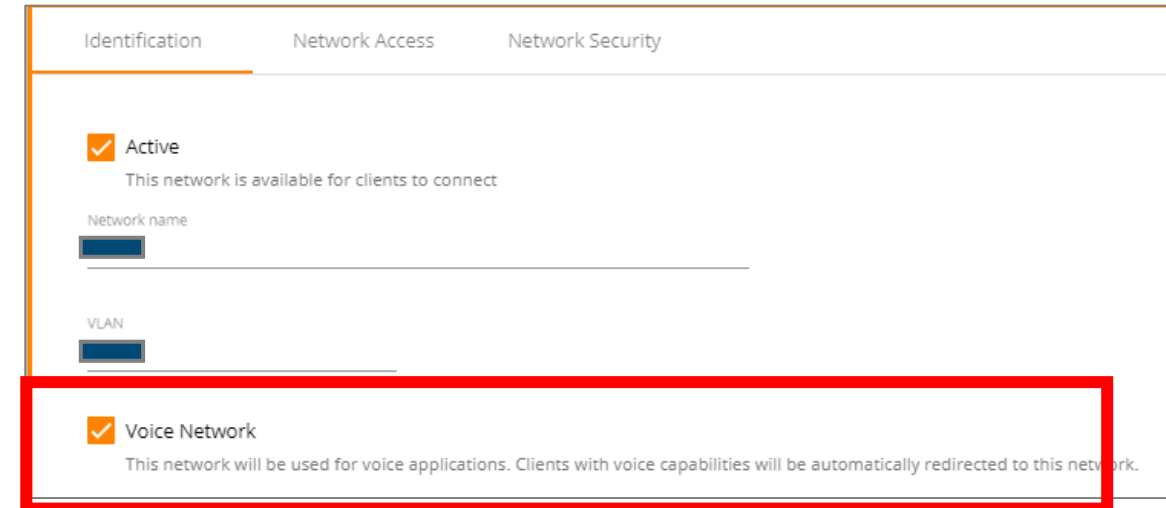 Identification Network Access Network Security
Active
This network is available for clients to connect
Network name
VLAN
Voice Network
This network will be used for voice applications. Clients with voice capabilities will be automatically redirected to this network.